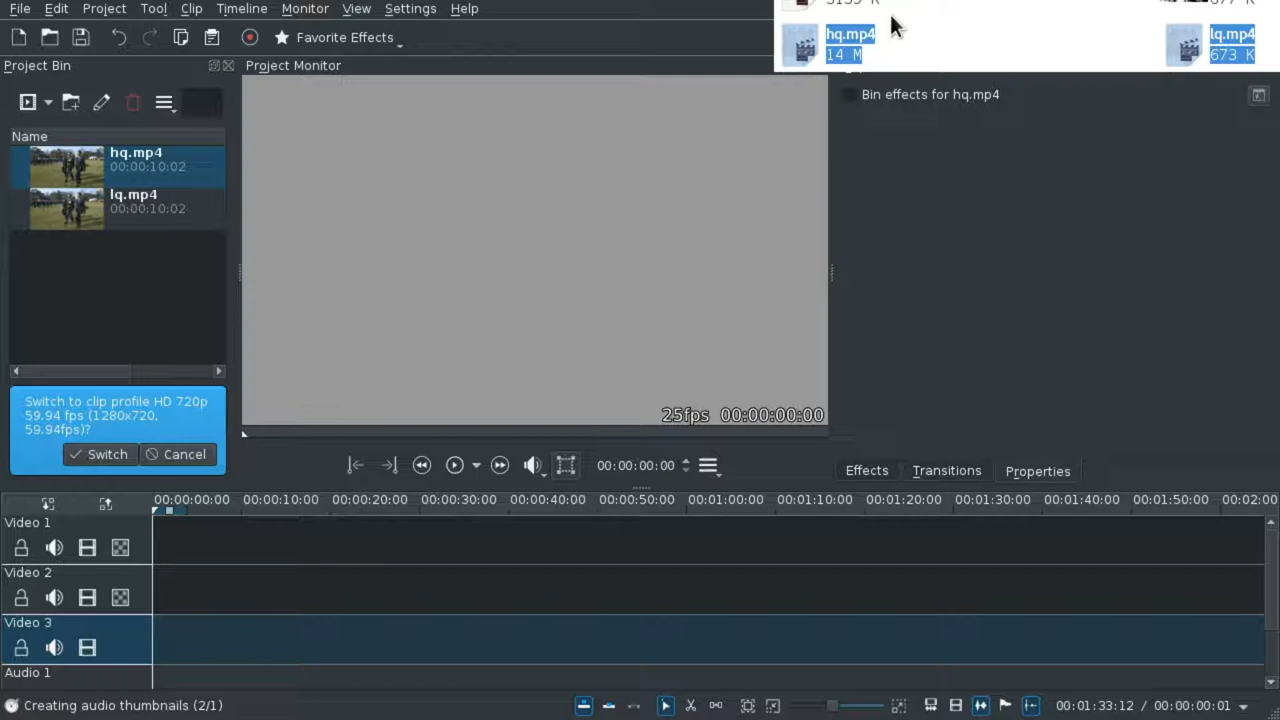 File Edit Project Tool Clip Timeline Monitor View Settings Help
Favorite Effects
hq.mp4
14 M
lq.mp4
673 K
Project Bin
Project Monitor
Bin effects for hq.mp4
Name
hq.mp4
00:00:10:02
lq.mp4
00:00:10:02
Switch to clip profile HD 720p
59.94 fps (1280x720,
59.94fps)?
Switch Cancel
25fps 00:00:00:00
00:00:00:00
Effects Transitions Properties
00:00:00:00 00:00:10:00 00:00:20:00 00:00:30:00 00:00:40:00 00:00:50:00 00:01:00:00 00:01:10:00 00:01:20:00 00:01:30:00 00:01:40:00 00:01:50:00 00:02:00
Video 1
Video 2
Video 3
Audio 1
Creating audio thumbnails (2/1)
00:01:33:12 / 00:00:00:01